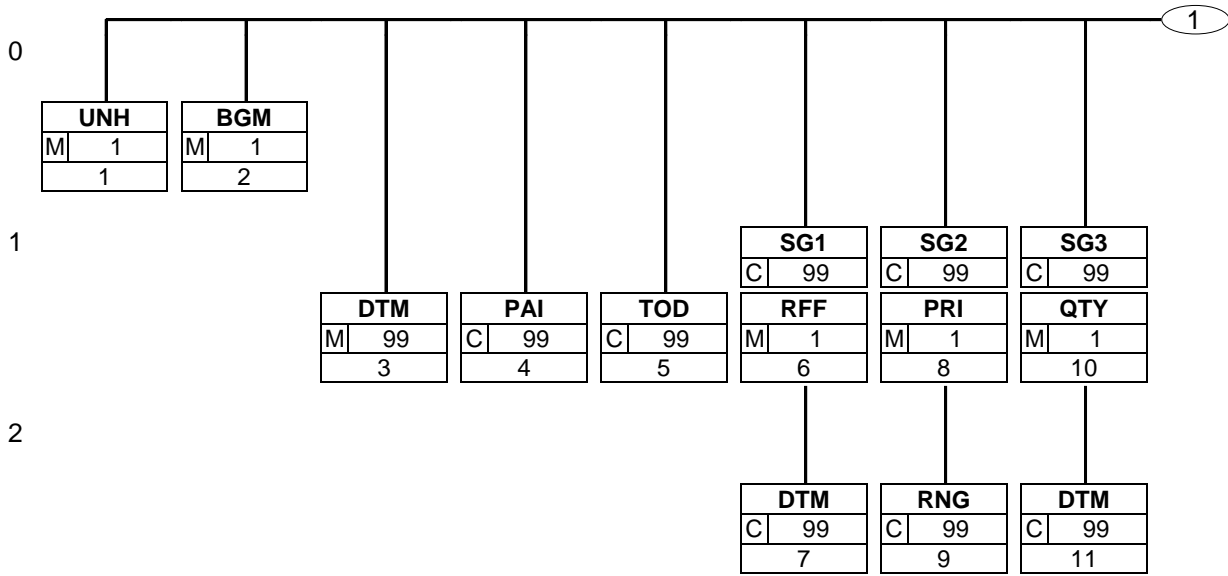 1
0
UNH BGM
M 1 M 1
1 2
1
SG1 SG2 SG3
C 99 C 99 C 99
DTM PAI TOD RFF PRI QTY
M 99 C 99 C 99 M 1 M 1 M 1
3 4 5 6 8 10
2
DTM RNG DTM
C 99 C 99 C 99
7 9 11